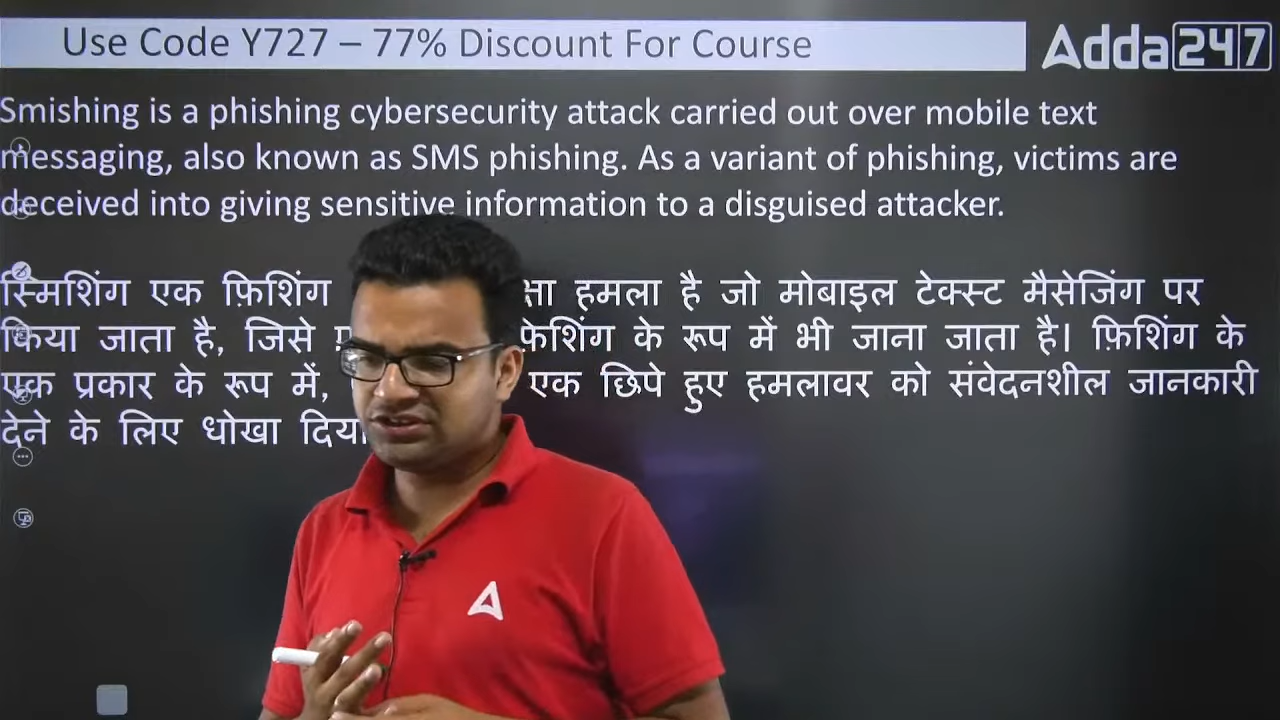 Use Code Y727 – 77% Discount For Course
Adda247
Smishing is a phishing cybersecurity attack carried out over mobile text
messaging, also known as SMS phishing. As a variant of phishing, victims are
deceived into giving sensitive information to a disguised attacker.
स्मिशिंग एक फ़िशिंग हमला है जो मोबाइल टेक्स्ट मैसेजिंग पर
किया जाता है, जिसे के रूप में भी जाना जाता है। फ़िशिंग के
एक प्रकार के रूप में, एक छिपे हुए हमलावर को संवेदनशील जानकारी
देने के लिए धोखा दिया